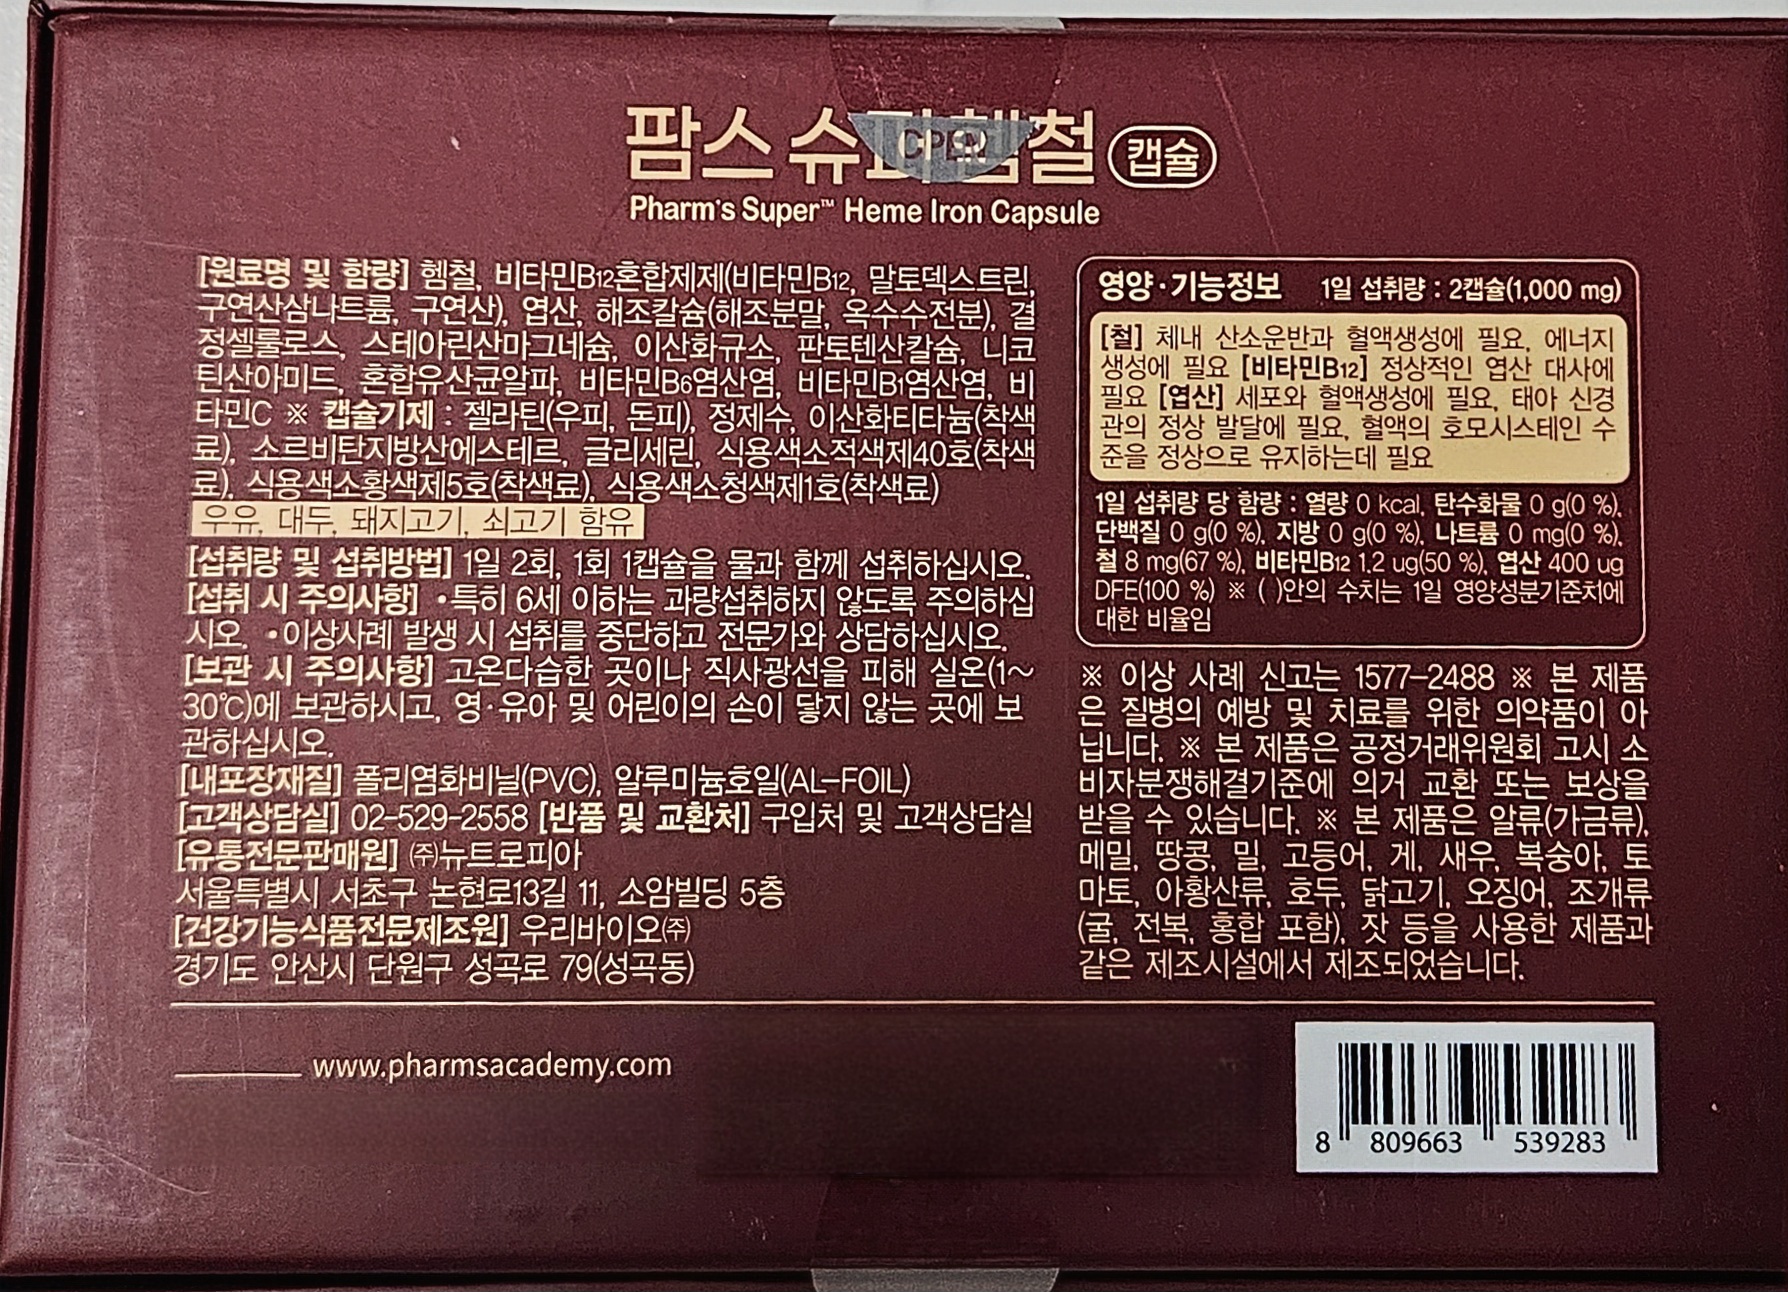 팜스 슈퍼헴철 캡슐
OPEN
Pharm's Super™ Heme Iron Capsule
[원료명 및 함량] 헴철, 비타민B12혼합제제(비타민B12, 말토덱스트린,
구연산삼나트륨, 구연산), 엽산, 해조칼슘(해조분말, 옥수수전분), 결
정셀룰로스, 스테아린산마그네슘, 이산화규소, 판토텐산칼슘, 니코
틴산아미드, 혼합유산균알파, 비타민B6염산염, 비타민B1염산염, 비
타민C ※ 캡슐기제 : 젤라틴(우피, 돈피), 정제수, 이산화티타늄(착색
료), 소르비탄지방산에스테르, 글리세린, 식용색소적색제40호(착색
료), 식용색소황색제5호(착색료), 식용색소청색제1호(착색료)
우유, 대두, 돼지고기, 쇠고기 함유
[섭취량 및 섭취방법] 1일 2회, 1회 1캡슐을 물과 함께 섭취하십시오.
[섭취 시 주의사항] •특히 6세 이하는 과량섭취하지 않도록 주의하십
시오. •이상사례 발생 시 섭취를 중단하고 전문가와 상담하십시오.
[보관 시 주의사항] 고온다습한 곳이나 직사광선을 피해 실온(1~
30℃)에 보관하시고, 영·유아 및 어린이의 손이 닿지 않는 곳에 보
관하십시오.
[내포장재질] 폴리염화비닐(PVC), 알루미늄호일(AL-FOIL)
[고객상담실] 02-529-2558 [반품 및 교환처] 구입처 및 고객상담실
[유통전문판매원] ㈜뉴트로피아
서울특별시 서초구 논현로13길 11, 소암빌딩 5층
[건강기능식품전문제조원] 우리바이오㈜
경기도 안산시 단원구 성곡로 79(성곡동)
영양·기능정보 1일 섭취량 : 2캡슐(1,000 mg)
[철] 체내 산소운반과 혈액생성에 필요, 에너지
생성에 필요 [비타민B12] 정상적인 엽산 대사에
필요 [엽산] 세포와 혈액생성에 필요, 태아 신경
관의 정상 발달에 필요, 혈액의 호모시스테인 수
준을 정상으로 유지하는데 필요
1일 섭취량 당 함량 : 열량 0 kcal, 탄수화물 0 g(0 %),
단백질 0 g(0 %), 지방 0 g(0 %), 나트륨 0 mg(0 %),
철 8 mg(67 %), 비타민B12 1.2 ug(50 %), 엽산 400 ug
DFE(100 %) ※ ( )안의 수치는 1일 영양성분기준치에
대한 비율임
※ 이상 사례 신고는 1577-2488 ※ 본 제품
은 질병의 예방 및 치료를 위한 의약품이 아
닙니다. ※ 본 제품은 공정거래위원회 고시 소
비자분쟁해결기준에 의거 교환 또는 보상을
받을 수 있습니다. ※ 본 제품은 알류(가금류),
메밀, 땅콩, 밀, 고등어, 게, 새우, 복숭아, 토
마토, 아황산류, 호두, 닭고기, 오징어, 조개류
(굴, 전복, 홍합 포함), 잣 등을 사용한 제품과
같은 제조시설에서 제조되었습니다.
www.pharmsacademy.com
8 809663 539283